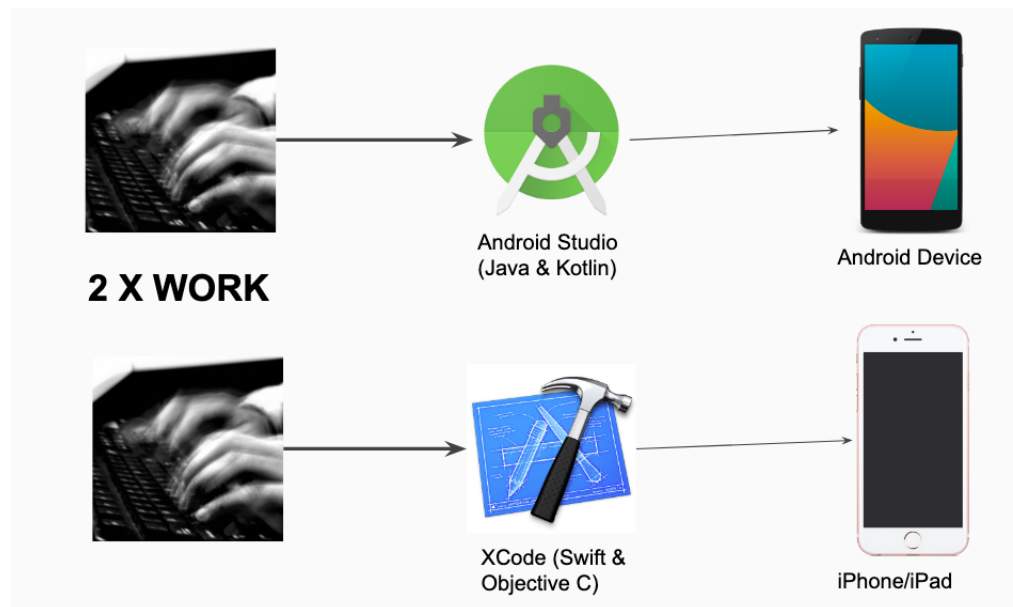 Android Studio
(Java & Kotlin)
Android Device
2 X WORK
XCode (Swift &
Objective C)
iPhone/iPad